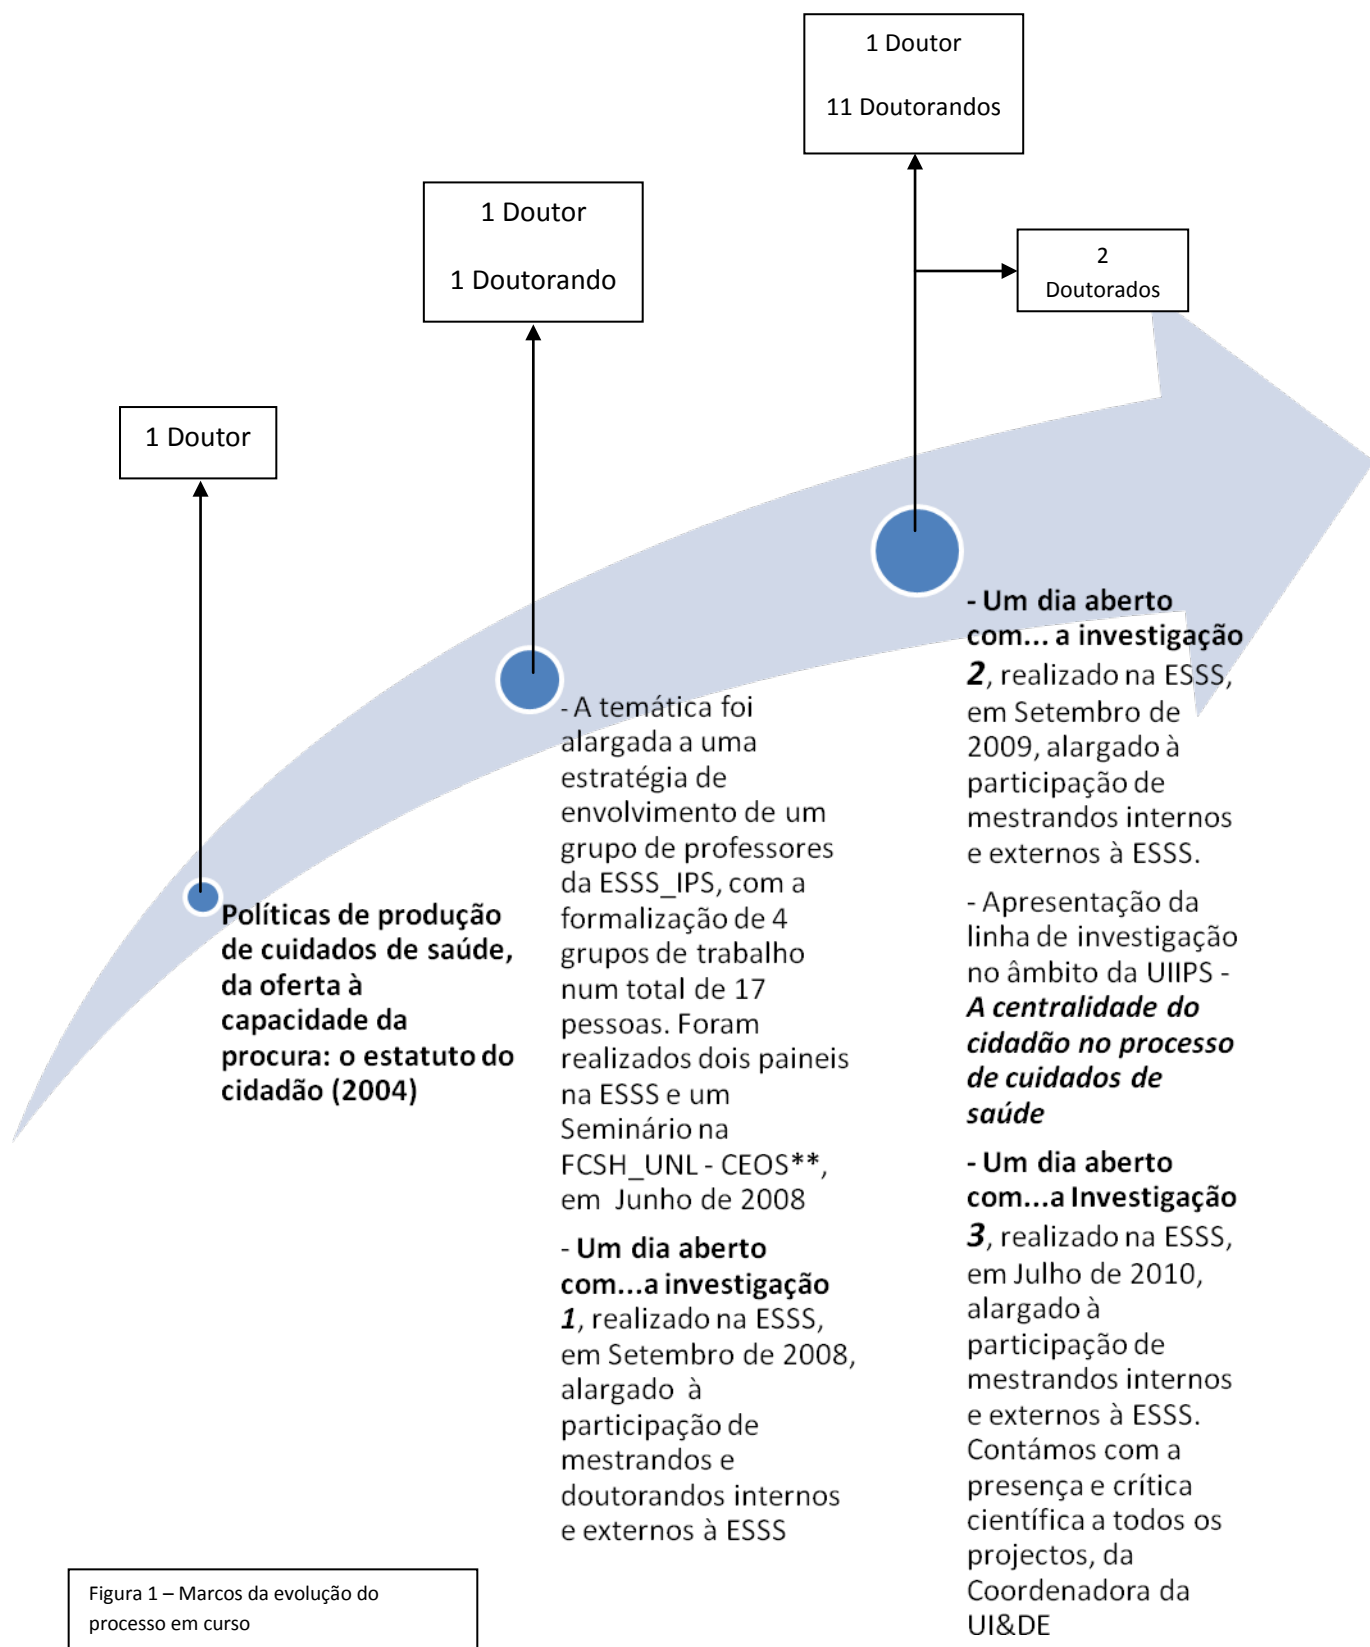 1 Doutor
11 Doutorandos
1 Doutor
1 Doutorando
2
Doutorados
1 Doutor
Políticas de produção
de cuidados de saúde,
da oferta à
capacidade da
procura: o estatuto do
cidadão (2004)
- A temática foi
alargada a uma
estratégia de
envolvimento de um
grupo de professores
da ESSS_IPS, com a
formalização de 4
grupos de trabalho
num total de 17
pessoas. Foram
realizados dois paineis
na ESSS e um
Seminário na
FCSH_UNL - CEOS**,
em Junho de 2008
- Um dia aberto
com...a investigação
1, realizado na ESSS,
em Setembro de 2008,
alargado à
participação de
mestrandos e
doutorandos internos
e externos à ESSS
- Um dia aberto
com... a investigação
2, realizado na ESSS,
em Setembro de
2009, alargado à
participação de
mestrandos internos
e externos à ESSS.
- Apresentação da
linha de investigação
no âmbito da UIIPS -
A centralidade do
cidadão no processo
de cuidados de
saúde
- Um dia aberto
com...a Investigação
3, realizado na ESSS,
em Julho de 2010,
alargado à
participação de
mestrandos internos
e externos à ESSS.
Contámos com a
presença e crítica
científica a todos os
projectos, da
Coordenadora da
UI&DE
Figura 1 – Marcos da evolução do
processo em curso